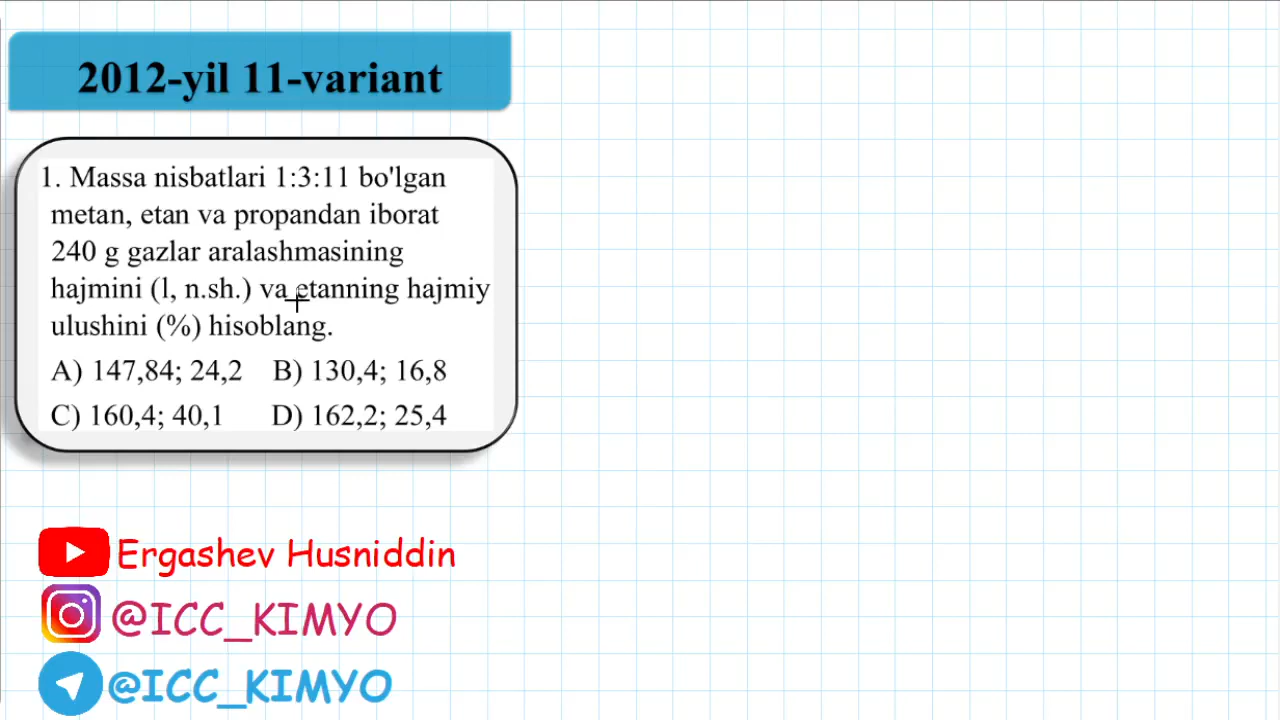 2012-yil 11-variant
1. Massa nisbatlari 1:3:11 bo'lgan
metan, etan va propandan iborat
240 g gazlar aralashmasining
hajmini (l, n.sh.) va etanning hajmiy
ulushini (%) hisoblang.
A) 147,84; 24,2 B) 130,4; 16,8
C) 160,4; 40,1 D) 162,2; 25,4
Ergashev Husniddin
@ICC_KIMYO
@ICC_KIMYO